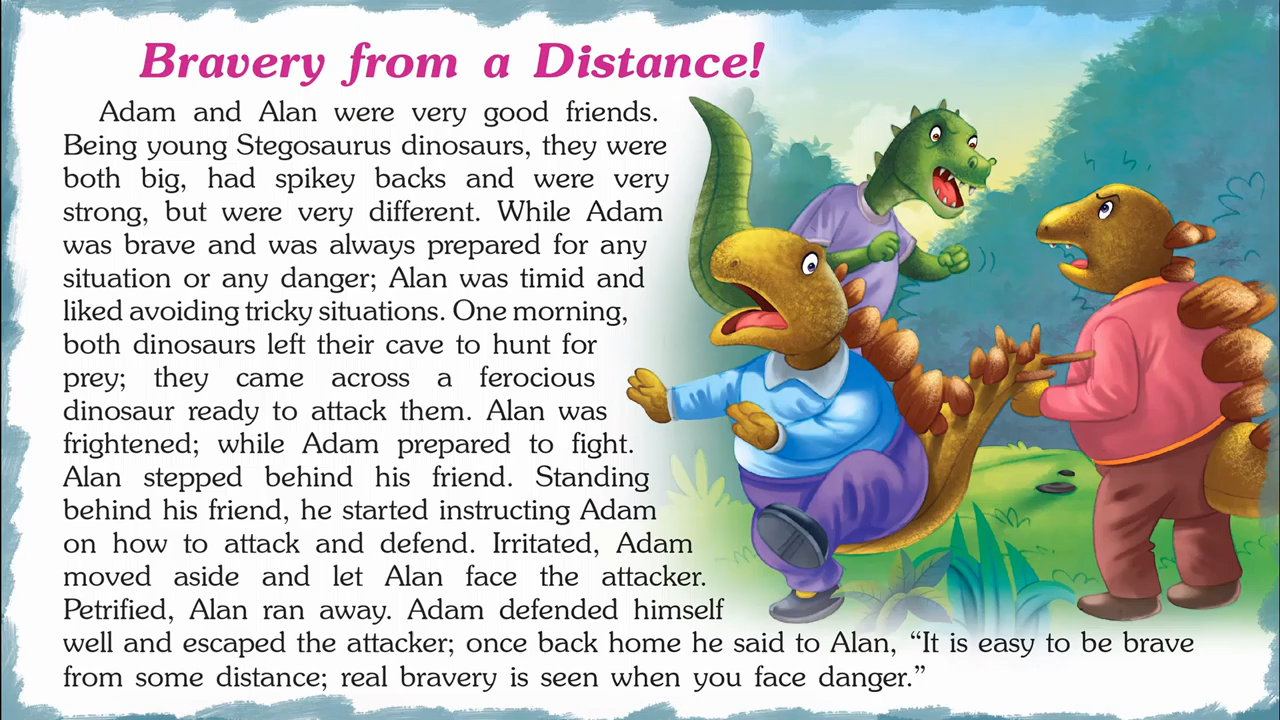 Bravery from a Distance!
Adam and Alan were very good friends.
Being young Stegosaurus dinosaurs, they were
both big, had spikey backs and were very
strong, but were very different. While Adam
was brave and was always prepared for any
situation or any danger; Alan was timid and
liked avoiding tricky situations. One morning,
both dinosaurs left their cave to hunt for
prey; they came across a ferocious
dinosaur ready to attack them. Alan was
frightened; while Adam prepared to fight.
Alan stepped behind his friend. Standing
behind his friend, he started instructing Adam
on how to attack and defend. Irritated, Adam
moved aside and let Alan face the attacker.
Petrified, Alan ran away. Adam defended himself
well and escaped the attacker; once back home he said to Alan, “It is easy to be brave
from some distance; real bravery is seen when you face danger.”